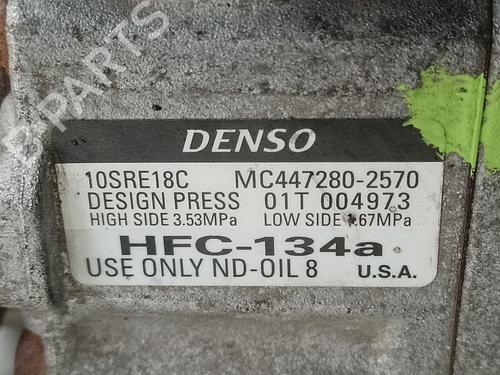 B-PARTS
DENSO
10SRE18C MC447280-2570
DESIGN PRESS 01T 004973
HIGH SIDE 3.53MPa LOW SIDE 1.67MPa
HFC-134a
USE ONLY ND-OIL 8 U.S.A.